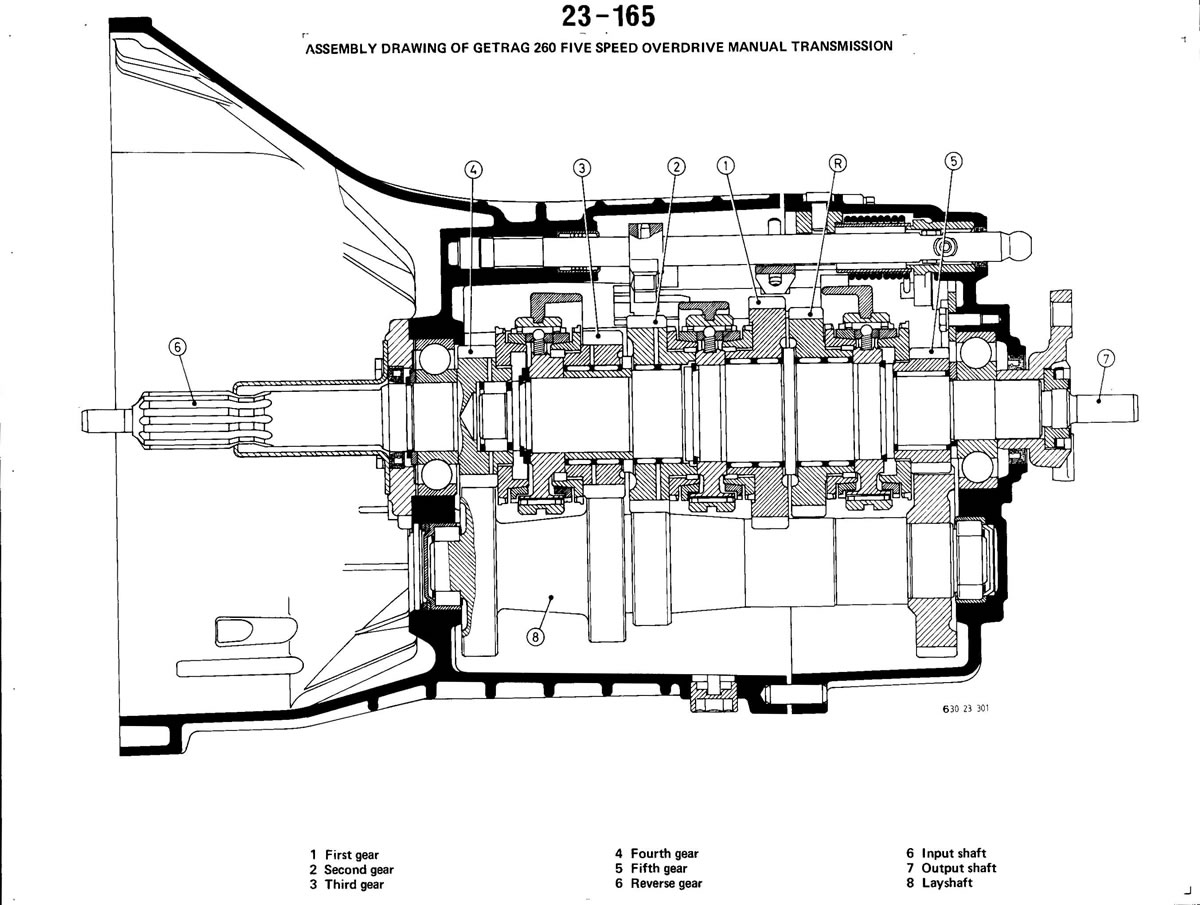 23-165
ASSEMBLY DRAWING OF GETRAG 260 FIVE SPEED OVERDRIVE MANUAL TRANSMISSION
4
3
2
1
R
5
6
7
8
630 23 301
1 First gear
2 Second gear
3 Third gear
4 Fourth gear
5 Fifth gear
6 Reverse gear
6 Input shaft
7 Output shaft
8 Layshaft